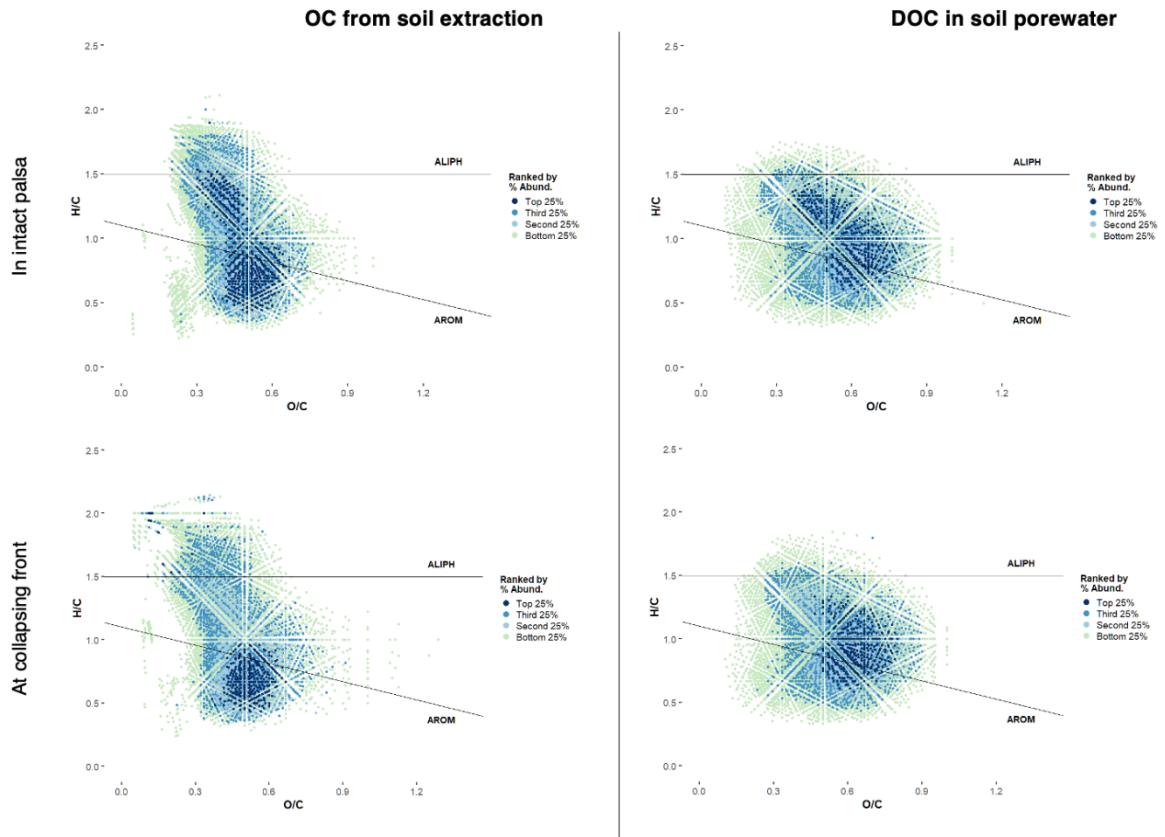 OC from soil extraction
DOC in soil porewater
In intact palsa
2.5
2.0
1.5
1.0
0.5
0.0
H/C
ALIPH
AROM
Ranked by
% Abund.
Top 25%
Third 25%
Second 25%
Bottom 25%
0.0 0.3 0.6 0.9 1.2
O/C
2.5
2.0
1.5
1.0
0.5
0.0
H/C
ALIPH
AROM
Ranked by
% Abund.
Top 25%
Third 25%
Second 25%
Bottom 25%
0.0 0.3 0.6 0.9 1.2
O/C
At collapsing front
2.5
2.0
1.5
1.0
0.5
0.0
H/C
ALIPH
AROM
Ranked by
% Abund.
Top 25%
Third 25%
Second 25%
Bottom 25%
0.0 0.3 0.6 0.9 1.2
O/C
2.5
2.0
1.5
1.0
0.5
0.0
H/C
ALIPH
AROM
Ranked by
% Abund.
Top 25%
Third 25%
Second 25%
Bottom 25%
0.0 0.3 0.6 0.9 1.2
O/C